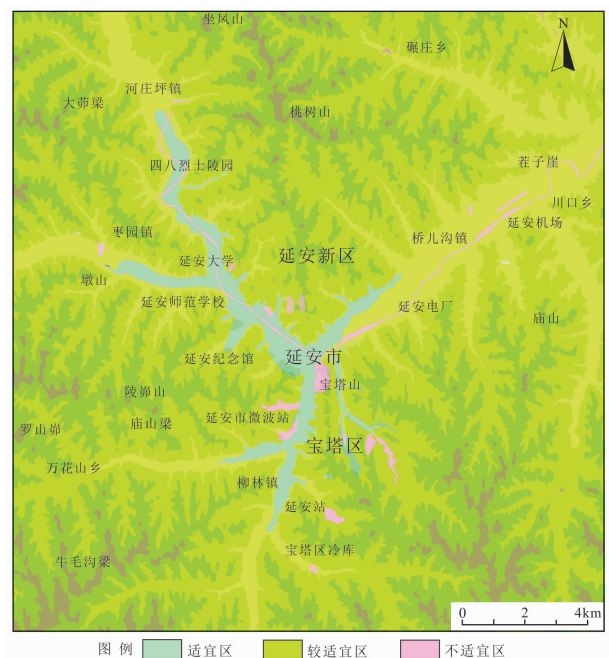 坐凤山
N
碾庄乡
河庄坪镇
大茆梁
桃树山
四八烈士陵园
茬子崖
川口乡
枣园镇
延安机场
桥儿沟镇
延安大学
延安新区
墩山
延安师范学校
延安电厂
庙山
延安纪念馆
延安市
宝塔山
陵峁山
延安市微波站
庙山梁
罗山峁
宝塔区
万花山乡
柳林镇
延安站
宝塔区冷库
牛毛沟梁
0 2 4km
图 例 适宜区 较适宜区 不适宜区